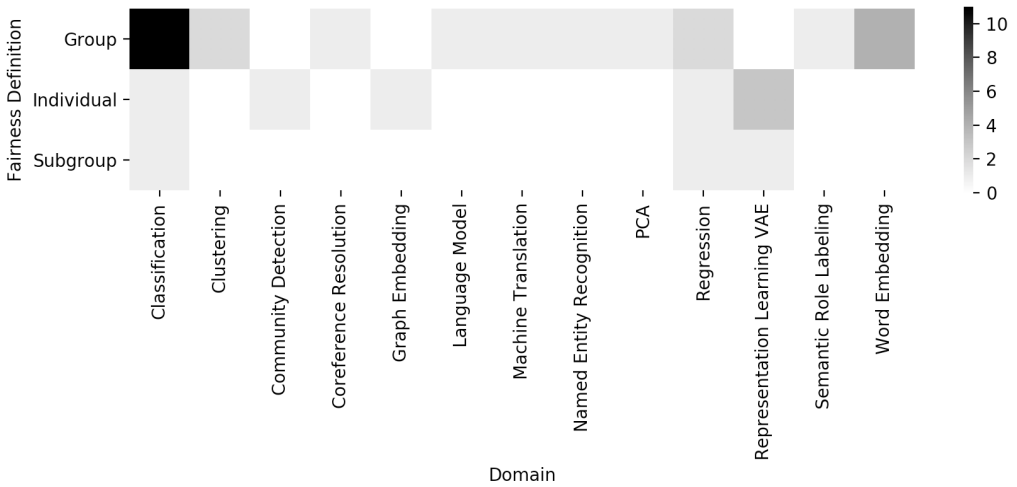 Fairness Definition
Group
Individual
Subgroup
Classification
Clustering
Community Detection
Coreference Resolution
Graph Embedding
Language Model
Machine Translation
Named Entity Recognition
PCA
Regression
Representation Learning VAE
Semantic Role Labeling
Word Embedding
Domain
10
8
6
4
2
0